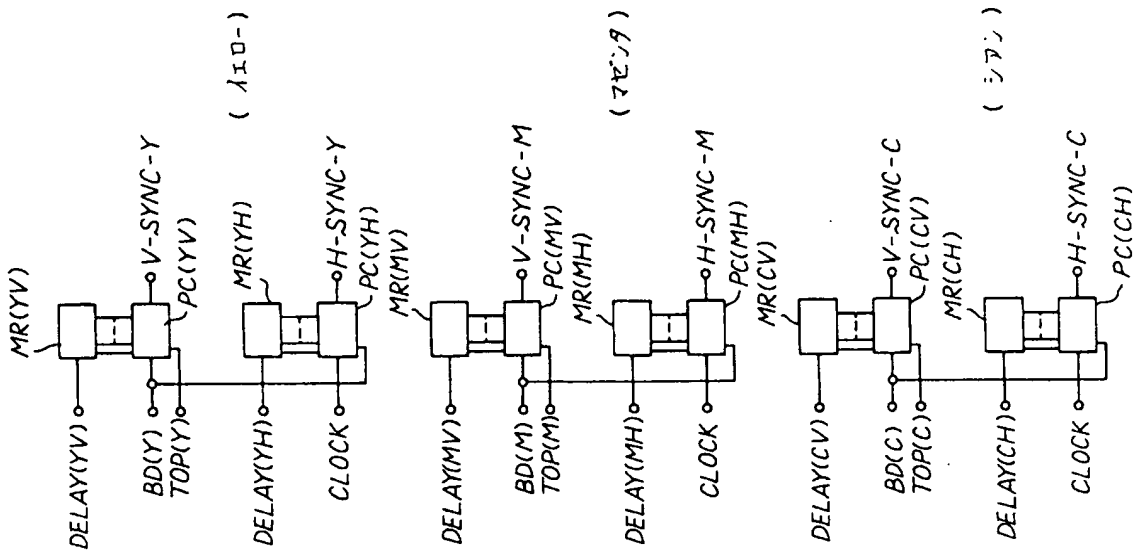 MR(YV)
DELAY(YV)
V-SYNC-Y
BD(Y)
TOP(Y)
PC(YV)
(イエロー)
MR(YH)
DELAY(YH)
H-SYNC-Y
CLOCK
PC(YH)
MR(MV)
DELAY(MV)
V-SYNC-M
BD(M)
TOP(M)
PC(MV)
(マゼンタ)
MR(MH)
DELAY(MH)
H-SYNC-M
CLOCK
PC(MH)
MR(CV)
DELAY(CV)
V-SYNC-C
BD(C)
TOP(C)
PC(CV)
(シアン)
MR(CH)
DELAY(CH)
H-SYNC-C
CLOCK
PC(CH)